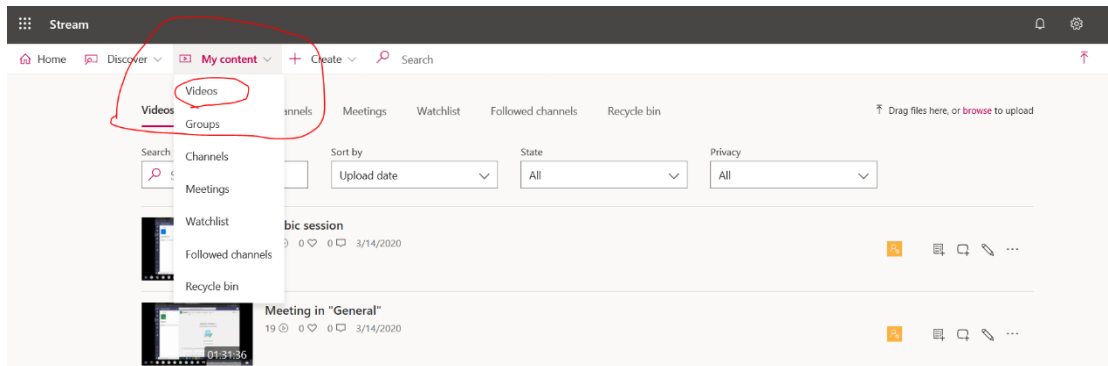 Stream
Home Discover My content Create Search
Videos
Groups
Channels
Meetings
Watchlist
Followed channels
Recycle bin
Videos Meetings Watchlist Followed channels Recycle bin Drag files here, or browse to upload
Search Sort by State Privacy
Upload date All All
session
0 0 3/14/2020
Meeting in "General"
19 0 0 3/14/2020
01:31:36